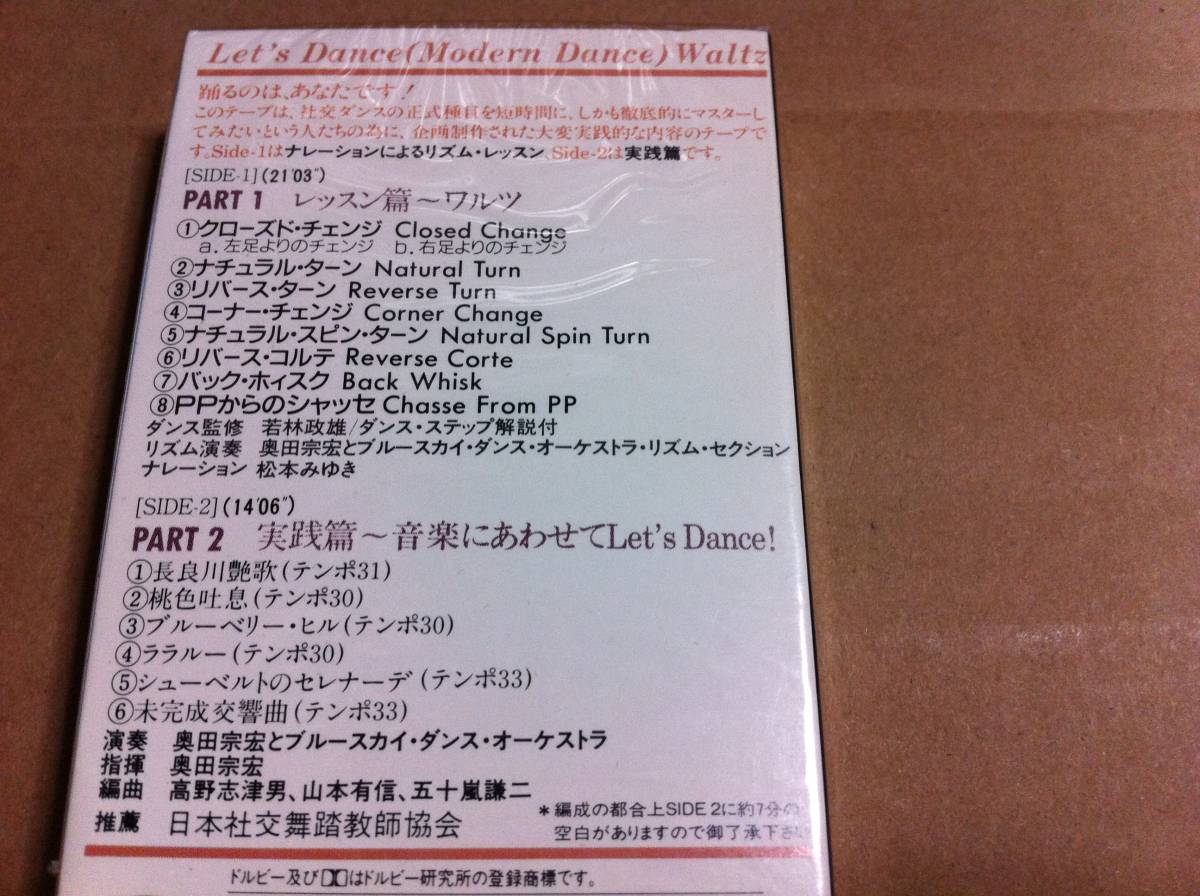 Let's Dance(Modern Dance)Waltz
踊るのは、あなたです!
このテープは、社交ダンスの正式種目を短時間に、しかも徹底的にマスターし
てみたいという人たちの為に、企画制作された大変実践的な内容のテープで
す。Side-1はナレーションによるリズム・レッスン、Side-2は実践篇です。
[SIDE-1](21′03″)
PART 1 レッスン篇～ワルツ
①クローズド・チェンジ Closed Change
a.左足よりのチェンジ b.右足よりのチェンジ
②ナチュラル・ターン Natural Turn
③リバース・ターン Reverse Turn
④コーナー・チェンジ Corner Change
⑤ナチュラル・スピン・ターン Natural Spin Turn
⑥リバース・コルテ Reverse Corte
⑦バック・ホィスク Back Whisk
⑧PPからのシャッセ Chasse From PP
ダンス監修 若林政雄/ダンス・ステップ解説付
リズム演奏 奥田宗宏とブルースカイ・ダンス・オーケストラ・リズム・セクション
ナレーション 松本みゆき
[SIDE-2](14′06″)
PART 2 実践篇～音楽にあわせてLet's Dance!
①長良川艶歌(テンポ31)
②桃色吐息(テンポ30)
③ブルーベリー・ヒル(テンポ30)
④ララルー(テンポ30)
⑤シューベルトのセレナーデ(テンポ33)
⑥未完成交響曲(テンポ33)
演奏 奥田宗宏とブルースカイ・ダンス・オーケストラ
指揮 奥田宗宏
編曲 高野志津男、山本有信、五十嵐謙二
推薦 日本社交舞踏教師協会
*編成の都合上SIDE 2に約7分の
空白がありますので御了承下さい
ドルビー及びはドルビー研究所の登録商標です。